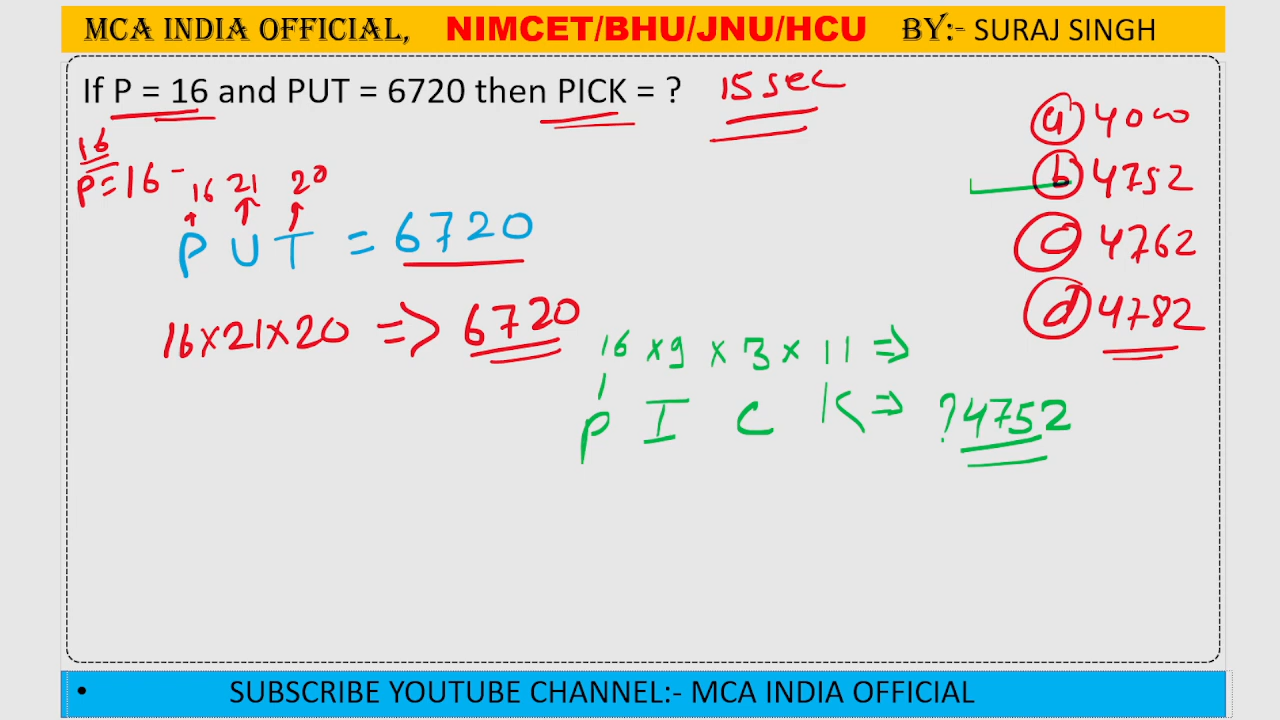 MCA INDIA OFFICIAL, NIMCET/BHU/JNU/HCU BY:- SURAJ SINGH
If P = 16 and PUT = 6720 then PICK = ? 15 sec
a 4000
16
P = 16 -
16 21 20
b 4752
P U T = 6720
c 4762
16 x 21 x 20 => 6720
d 4782
16 x 9 x 3 x 11 =>
P I C K => ? 4752
• SUBSCRIBE YOUTUBE CHANNEL:- MCA INDIA OFFICIAL